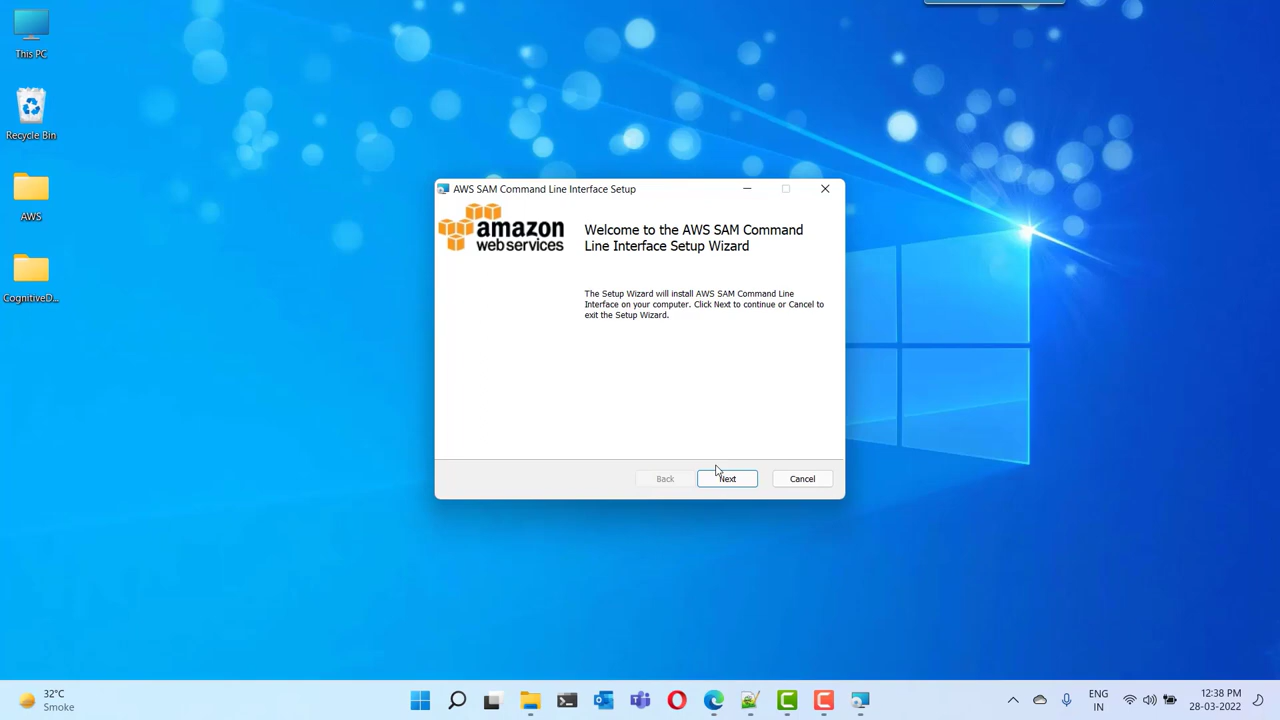 This PC
Recycle Bin
AWS
CognitiveD...
AWS SAM Command Line Interface Setup
amazon
webservices
Welcome to the AWS SAM Command
Line Interface Setup Wizard
The Setup Wizard will install AWS SAM Command Line
Interface on your computer. Click Next to continue or Cancel to
exit the Setup Wizard.
Back
Next
Cancel
32°C
Smoke
ENG
IN
12:38 PM
28-03-2022